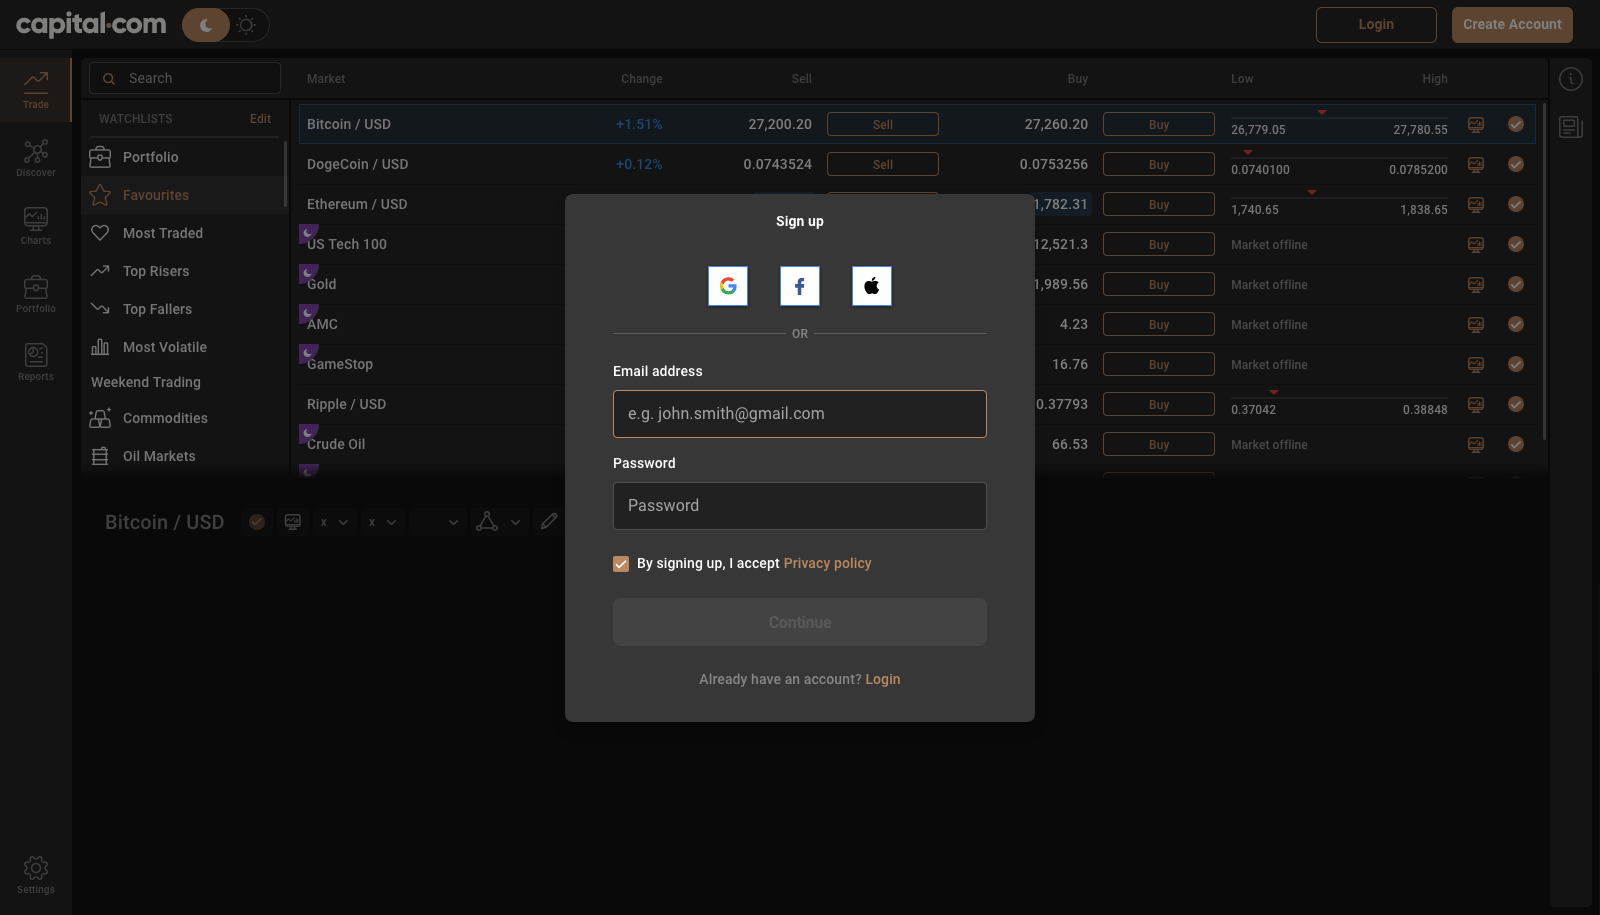 capital.com
Login
Create Account
Trade
Discover
Charts
Portfolio
Reports
Settings
Search
WATCHLISTS Edit
Portfolio
Favourites
Most Traded
Top Risers
Top Fallers
Most Volatile
Weekend Trading
Commodities
Oil Markets
Market Change Sell Buy Low High
Bitcoin / USD +1.51% 27,200.20 Sell 27,260.20 Buy 26,779.05 27,780.55
DogeCoin / USD +0.12% 0.0743524 Sell 0.0753256 Buy 0.0740100 0.0785200
Ethereum / USD 1,782.31 Buy 1,740.65 1,838.65
US Tech 100 12,521.3 Buy Market offline
Gold 1,989.56 Buy Market offline
AMC 4.23 Buy Market offline
GameStop 16.76 Buy Market offline
Ripple / USD 0.37793 Buy 0.37042 0.38848
Crude Oil 66.53 Buy Market offline
Bitcoin / USD x x
Sign up
OR
Email address
e.g. john.smith@gmail.com
Password
Password
By signing up, I accept Privacy policy
Continue
Already have an account? Login